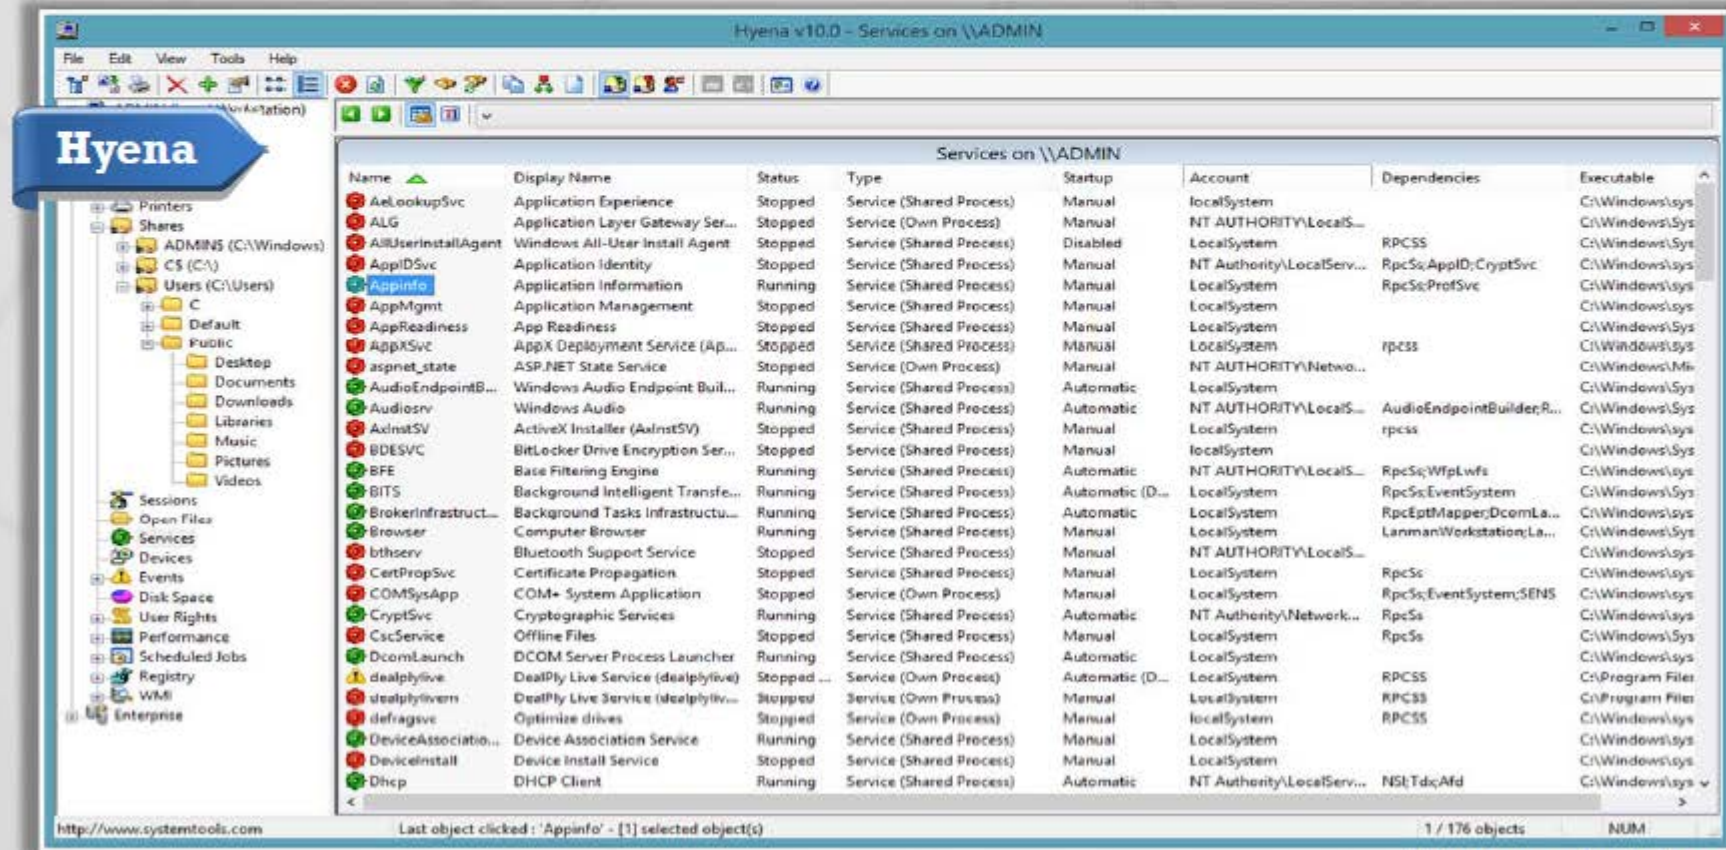 Hyena v10.0 - Services on \\ADMIN
File Edit View Tools Help
Hyena
Services on \\ADMIN
Name Display Name Status Type Startup Account Dependencies Executable
AeLookupSvc Application Experience Stopped Service (Shared Process) Manual localSystem C:\Windows\sys
ALG Application Layer Gateway Ser... Stopped Service (Own Process) Manual NT AUTHORITY\LocalS... C:\Windows\Sys
AllUserInstallAgent Windows All-User Install Agent Stopped Service (Shared Process) Disabled LocalSystem RPCSS C:\Windows\Sys
AppIDSvc Application Identity Stopped Service (Shared Process) Manual NT Authority\LocalServ... RpcSs;AppID;CryptSvc C:\Windows\sys
Appinfo Application Information Running Service (Shared Process) Manual LocalSystem RpcSs;ProfSvc C:\Windows\sys
AppMgmt Application Management Stopped Service (Shared Process) Manual LocalSystem C:\Windows\sys
AppReadiness App Readiness Stopped Service (Shared Process) Manual LocalSystem C:\Windows\Sys
AppXSvc AppX Deployment Service (Ap... Stopped Service (Shared Process) Manual LocalSystem rpcss C:\Windows\sys
aspnet_state ASP.NET State Service Stopped Service (Own Process) Manual NT AUTHORITY\Netwo... C:\Windows\Mi
AudioEndpointB... Windows Audio Endpoint Buil... Running Service (Shared Process) Automatic LocalSystem C:\Windows\Sys
Audiosrv Windows Audio Running Service (Shared Process) Automatic NT AUTHORITY\LocalS... AudioEndpointBuilder;R... C:\Windows\Sys
AxInstSV ActiveX Installer (AxInstSV) Stopped Service (Shared Process) Manual LocalSystem rpcss C:\Windows\sys
BDESVC BitLocker Drive Encryption Ser... Stopped Service (Shared Process) Manual localSystem C:\Windows\Sys
BFE Base Filtering Engine Running Service (Shared Process) Automatic NT AUTHORITY\LocalS... RpcSs;WfpLwfs C:\Windows\sys
BITS Background Intelligent Transfe... Running Service (Shared Process) Automatic (D... LocalSystem RpcSs;EventSystem C:\Windows\Sys
BrokerInfrastruct... Background Tasks Infrastructu... Running Service (Shared Process) Automatic LocalSystem RpcEptMapper;DcomLa... C:\Windows\sys
Browser Computer Browser Running Service (Shared Process) Manual LocalSystem LanmanWorkstation;La... C:\Windows\Sys
bthserv Bluetooth Support Service Stopped Service (Shared Process) Manual NT AUTHORITY\LocalS... C:\Windows\sys
CertPropSvc Certificate Propagation Stopped Service (Shared Process) Manual LocalSystem RpcSs C:\Windows\sys
COMSysApp COM+ System Application Stopped Service (Own Process) Manual LocalSystem RpcSs;EventSystem;SENS C:\Windows\sys
CryptSvc Cryptographic Services Running Service (Shared Process) Automatic NT Authority\Network... RpcSs C:\Windows\sys
CscService Offline Files Stopped Service (Shared Process) Manual LocalSystem RpcSs C:\Windows\Sys
DcomLaunch DCOM Server Process Launcher Running Service (Shared Process) Automatic LocalSystem C:\Windows\sys
dealplylive DealPly Live Service (dealplylive) Stopped ... Service (Own Process) Automatic (D... LocalSystem RPCSS C:\Program Files
dealplylivem DealPly Live Service (dealplyliv... Stopped Service (Own Process) Manual LocalSystem RPCSS C:\Program Files
defragsvc Optimize drives Stopped Service (Own Process) Manual localSystem RPCSS C:\Windows\sys
DeviceAssociatio... Device Association Service Running Service (Shared Process) Manual LocalSystem C:\Windows\sys
DeviceInstall Device Install Service Stopped Service (Shared Process) Manual LocalSystem C:\Windows\sys
Dhcp DHCP Client Running Service (Shared Process) Automatic NT Authority\LocalServ... NSI;Tdx;Afd C:\Windows\sys
Printers
Shares
ADMIN$ (C:\Windows)
C$ (C:\)
Users (C:\Users)
C
Default
Public
Desktop
Documents
Downloads
Libraries
Music
Pictures
Videos
Sessions
Open Files
Services
Devices
Events
Disk Space
User Rights
Performance
Scheduled Jobs
Registry
WMI
Enterprise
http://www.systemtools.com Last object clicked : 'Appinfo' - [1] selected object(s) 1 / 176 objects NUM